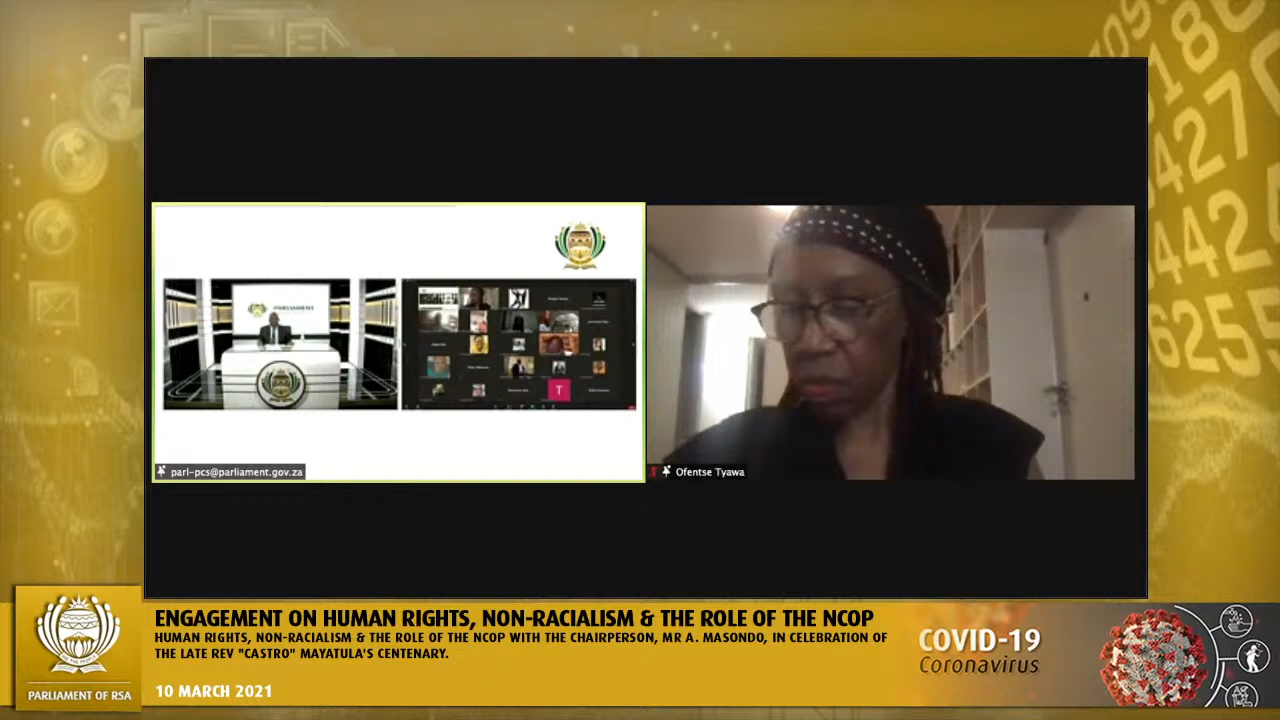 parl-pcs@parliament.gov.za
Ofentse Tyawa
T
ENGAGEMENT ON HUMAN RIGHTS, NON-RACIALISM & THE ROLE OF THE NCOP
HUMAN RIGHTS, NON-RACIALISM & THE ROLE OF THE NCOP WITH THE CHAIRPERSON, MR A. MASONDO, IN CELEBRATION OF
THE LATE REV "CASTRO" MAYATULA'S CENTENARY.
10 MARCH 2021
PARLIAMENT OF RSA
COVID-19
Coronavirus